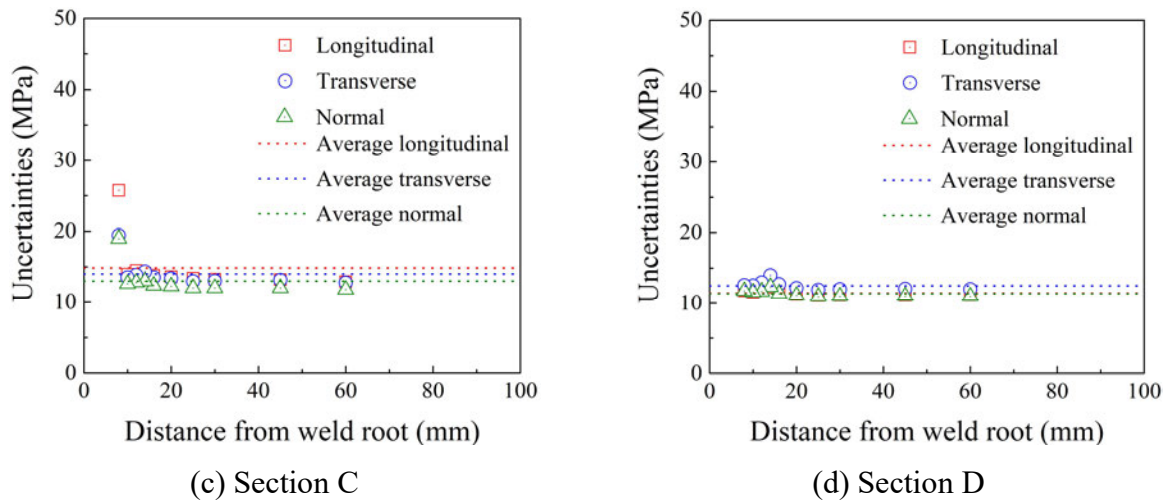 50
40
30
20
10
0
Uncertainties (MPa)
Longitudinal
Transverse
Normal
Average longitudinal
Average transverse
Average normal
0 20 40 60 80 100
Distance from weld root (mm)
(c) Section C
50
40
30
20
10
0
Uncertainties (MPa)
Longitudinal
Transverse
Normal
Average longitudinal
Average transverse
Average normal
0 20 40 60 80 100
Distance from weld root (mm)
(d) Section D